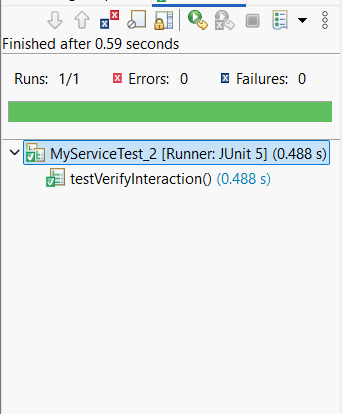 Finished after 0.59 seconds
Runs: 1/1 Errors: 0 Failures: 0
MyServiceTest_2 [Runner: JUnit 5] (0.488 s)
testVerifyInteraction() (0.488 s)